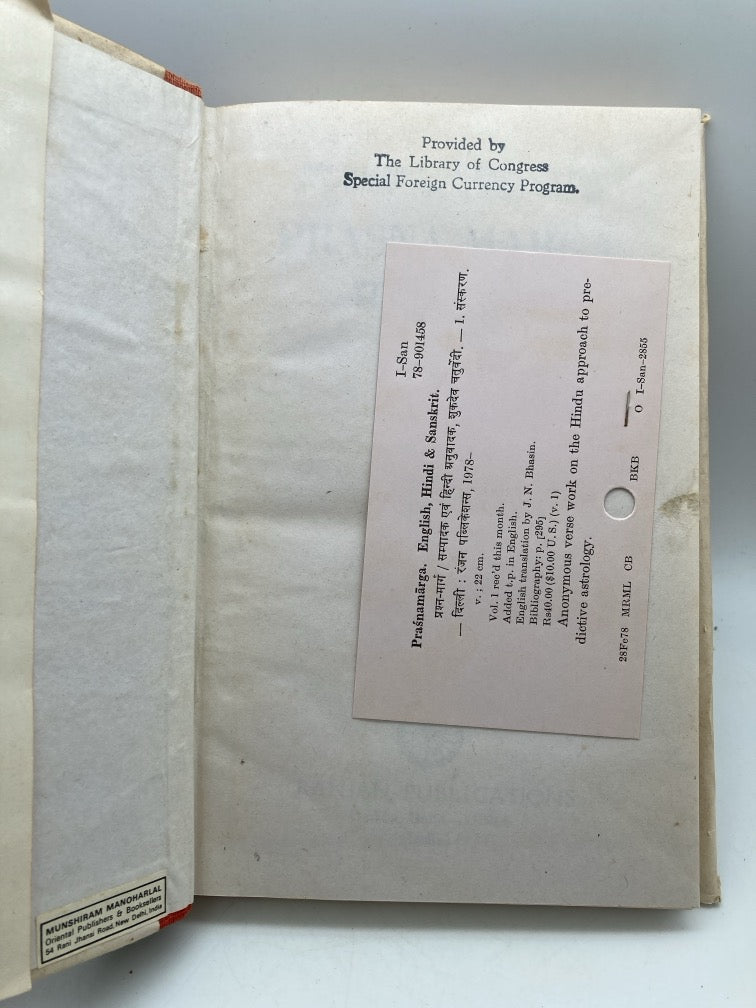 Provided by
The Library of Congress
Special Foreign Currency Program.
I-San
78-901458
Praśnamārga. English, Hindi & Sanskrit.
प्रश्न-मार्ग / सम्पादक एवं हिन्दी अनुवादक, शुकदेव चतुर्वेदी. — 1. संस्करण.
— दिल्ली : रंजन पब्लिकेशन्स, 1978–
v. ; 22 cm.
Vol. 1 rec'd this month.
Added t.p. in English.
English translation by J. N. Bhasin.
Bibliography: p. [295]
Rs40.00 ($10.00 U. S.) (v. 1)
Anonymous verse work on the Hindu approach to pre-
dictive astrology.
28Fe78 MRML CB BKB O I-San-2855
MUNSHIRAM MANOHARLAL
Oriental Publishers & Booksellers
54 Rani Jhansi Road, New Delhi, India